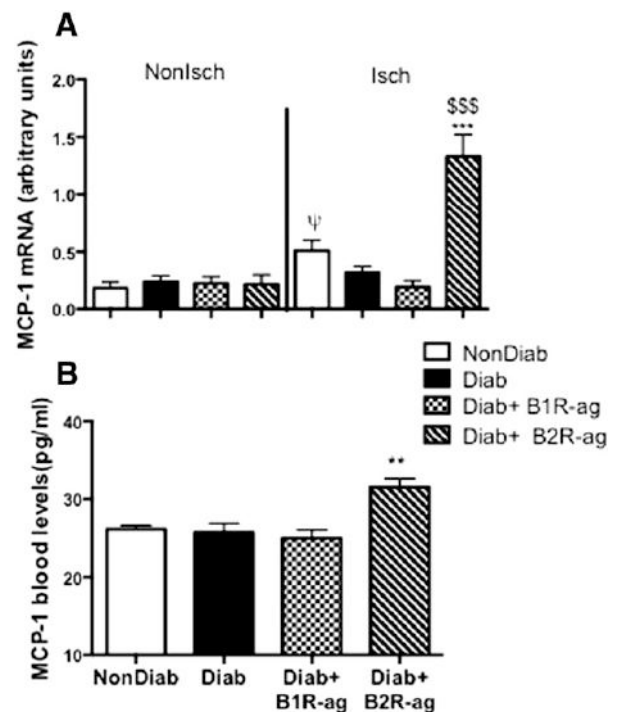 A
MCP-1 mRNA (arbitrary units)
2.0
1.5
1.0
0.5
0.0
NonIsch
Isch
ψ
$$$
***
NonDiab
Diab
Diab+ B1R-ag
Diab+ B2R-ag
B
MCP-1 blood levels(pg/ml)
40
30
20
10
**
NonDiab
Diab
Diab+
B1R-ag
Diab+
B2R-ag